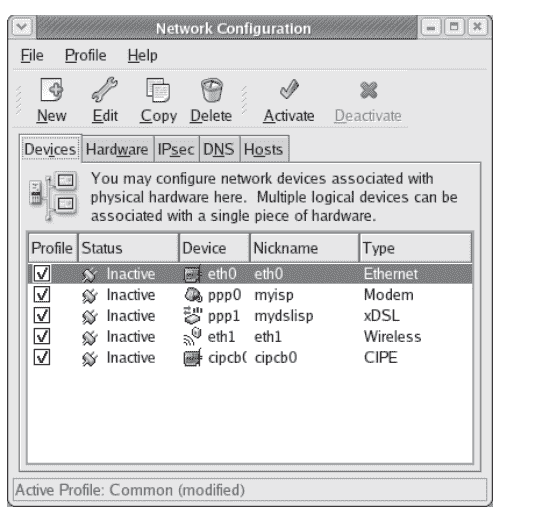 Network Configuration
File Profile Help
New Edit Copy Delete Activate Deactivate
Devices Hardware IPsec DNS Hosts
You may configure network devices associated with
physical hardware here. Multiple logical devices can be
associated with a single piece of hardware.
Profile Status Device Nickname Type
Inactive eth0 eth0 Ethernet
Inactive ppp0 myisp Modem
Inactive ppp1 mydslisp xDSL
Inactive eth1 eth1 Wireless
Inactive cipcb( cipcb0 CIPE
Active Profile: Common (modified)